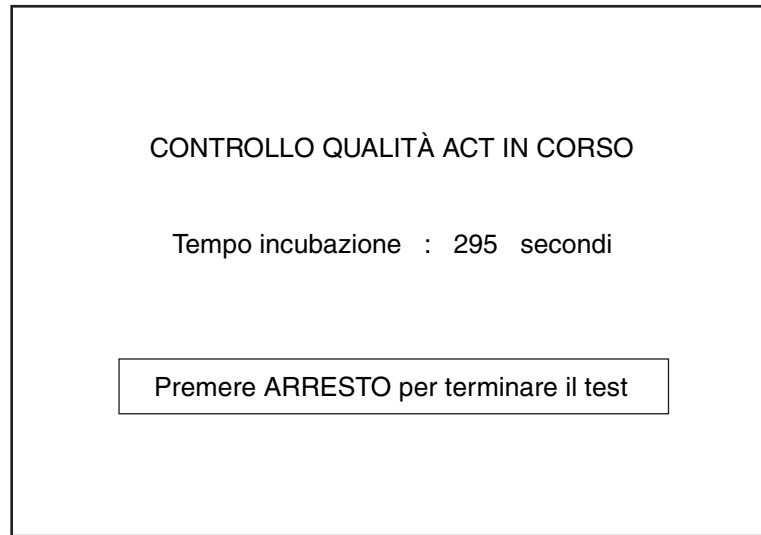 CONTROLLO QUALITÀ ACT IN CORSO
Tempo incubazione : 295 secondi
Premere ARRESTO per terminare il test